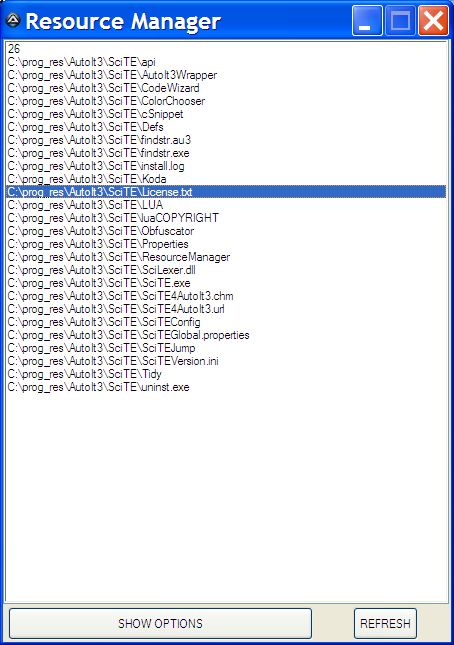 Resource Manager
26
C:\prog_res\AutoIt3\SciTE\api
C:\prog_res\AutoIt3\SciTE\AutoIt3Wrapper
C:\prog_res\AutoIt3\SciTE\CodeWizard
C:\prog_res\AutoIt3\SciTE\ColorChooser
C:\prog_res\AutoIt3\SciTE\cSnippet
C:\prog_res\AutoIt3\SciTE\Defs
C:\prog_res\AutoIt3\SciTE\findstr.au3
C:\prog_res\AutoIt3\SciTE\findstr.exe
C:\prog_res\AutoIt3\SciTE\install.log
C:\prog_res\AutoIt3\SciTE\Koda
C:\prog_res\AutoIt3\SciTE\License.txt
C:\prog_res\AutoIt3\SciTE\LUA
C:\prog_res\AutoIt3\SciTE\luaCOPYRIGHT
C:\prog_res\AutoIt3\SciTE\Obfuscator
C:\prog_res\AutoIt3\SciTE\Properties
C:\prog_res\AutoIt3\SciTE\ResourceManager
C:\prog_res\AutoIt3\SciTE\SciLexer.dll
C:\prog_res\AutoIt3\SciTE\SciTE.exe
C:\prog_res\AutoIt3\SciTE\SciTE4AutoIt3.chm
C:\prog_res\AutoIt3\SciTE\SciTE4AutoIt3.url
C:\prog_res\AutoIt3\SciTE\SciTEConfig
C:\prog_res\AutoIt3\SciTE\SciTEGlobal.properties
C:\prog_res\AutoIt3\SciTE\SciTEJump
C:\prog_res\AutoIt3\SciTE\SciTEVersion.ini
C:\prog_res\AutoIt3\SciTE\Tidy
C:\prog_res\AutoIt3\SciTE\uninst.exe
SHOW OPTIONS
REFRESH